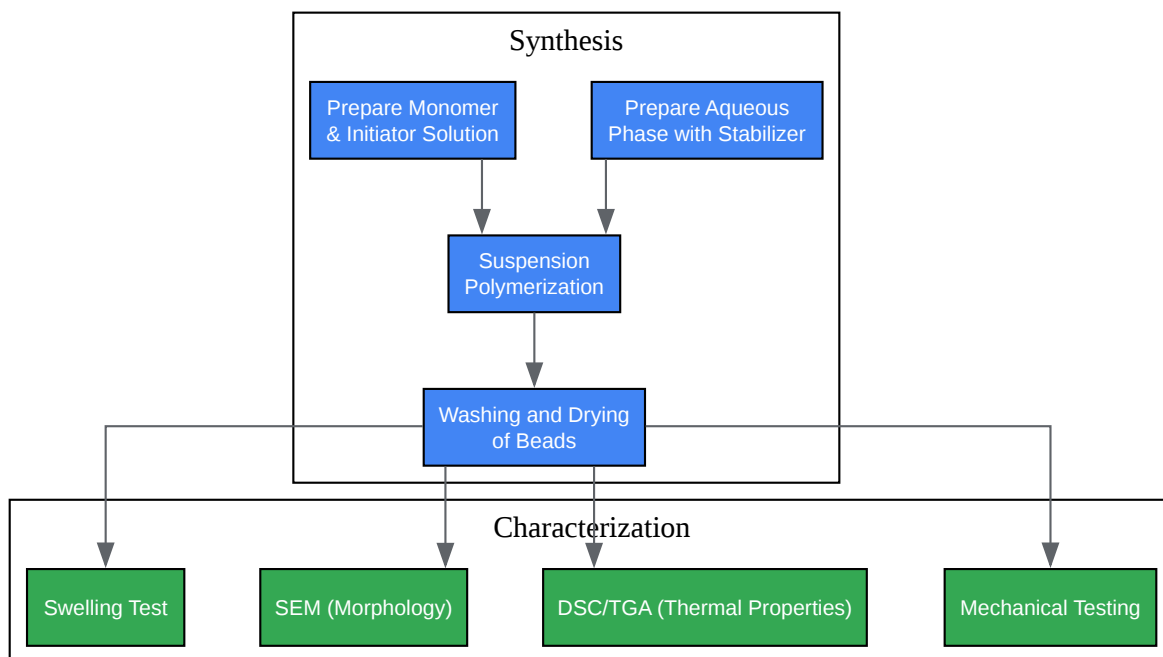 Synthesis
Prepare Monomer
& Initiator Solution
Prepare Aqueous
Phase with Stabilizer
Suspension
Polymerization
Washing and Drying
of Beads
Characterization
Swelling Test
SEM (Morphology)
DSC/TGA (Thermal Properties)
Mechanical Testing